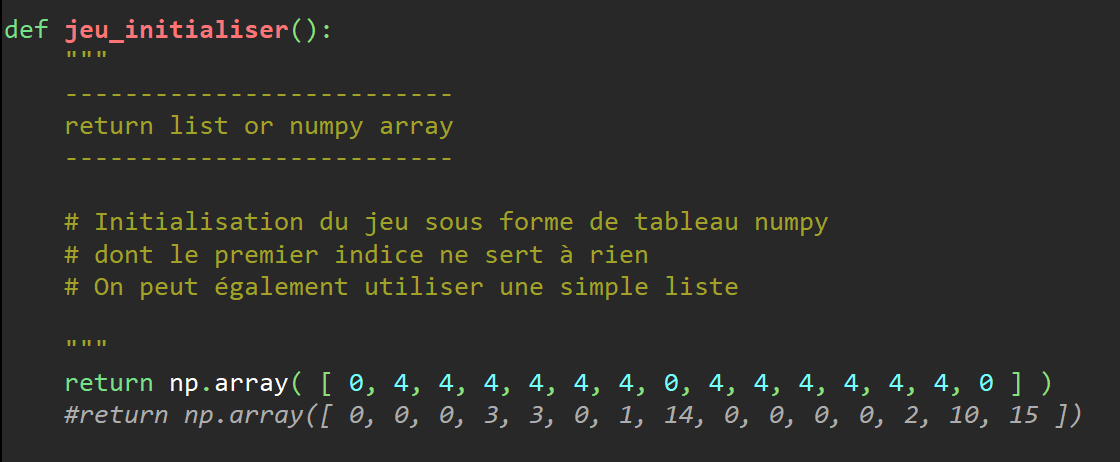 def jeu_initialiser():
"""
--------------------------
return list or numpy array
--------------------------
# Initialisation du jeu sous forme de tableau numpy
# dont le premier indice ne sert à rien
# On peut également utiliser une simple liste
"""
return np.array( [ 0, 4, 4, 4, 4, 4, 4, 0, 4, 4, 4, 4, 4, 4, 0 ] )
#return np.array([ 0, 0, 0, 3, 3, 0, 1, 14, 0, 0, 0, 0, 2, 10, 15 ])